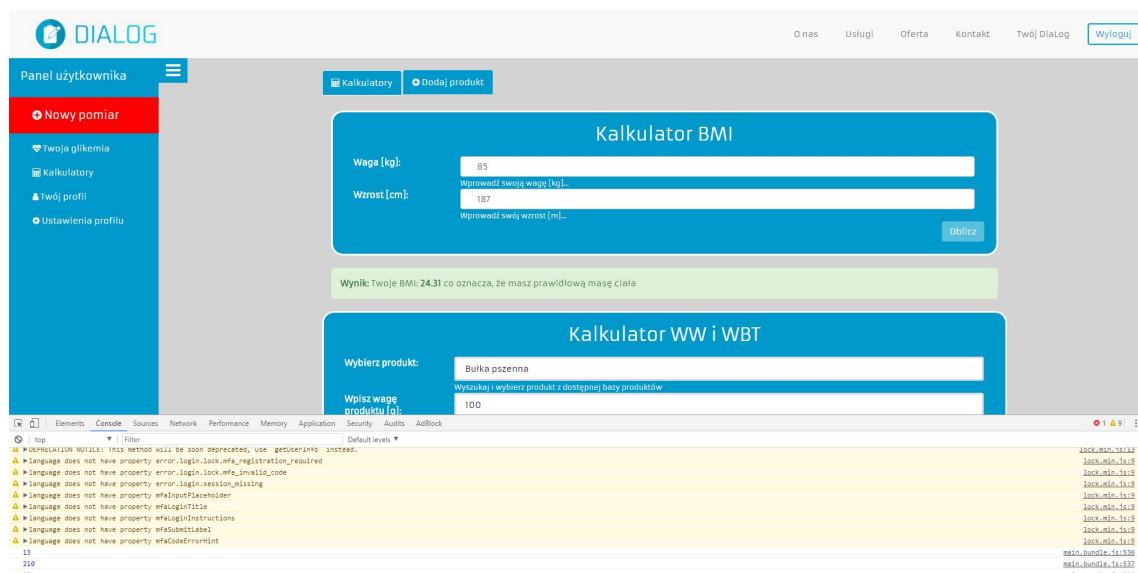 DIALOG
O nas Usługi Oferta Kontakt Twój DiaLog Wyloguj
Panel użytkownika
Kalkulatory Dodaj produkt
Nowy pomiar
Twoja glikemia
Kalkulatory
Twój profil
Ustawienia profilu
Kalkulator BMI
Waga [kg]:
85
Wprowadź swoją wagę [kg]...
Wzrost [cm]:
187
Wprowadź swój wzrost [m]...
Oblicz
Wynik: Twoje BMI: 24.31 co oznacza, że masz prawidłową masę ciała
Kalkulator WW i WBT
Wybierz produkt:
Bułka pszenna
Wyszukaj i wybierz produkt z dostępnej bazy produktów
Wpisz wagę
produktu [g]:
100
Elements Console Sources Network Performance Memory Application Security Audits AdBlock 1 9
top Filter Default levels
DEPRECATION NOTICE: This method will be soon deprecated, use `getUserInfo` instead. lock.min.js:13
language does not have property error.login.lock.mfa_registration_required lock.min.js:9
language does not have property error.login.lock.mfa_invalid_code lock.min.js:9
language does not have property error.login.session_missing lock.min.js:9
language does not have property mfaInputPlaceholder lock.min.js:9
language does not have property mfaLoginTitle lock.min.js:9
language does not have property mfaLoginInstructions lock.min.js:9
language does not have property mfaSubmitLabel lock.min.js:9
language does not have property mfaCodeErrorHint lock.min.js:9
13 main.bundle.js:536
210 main.bundle.js:537